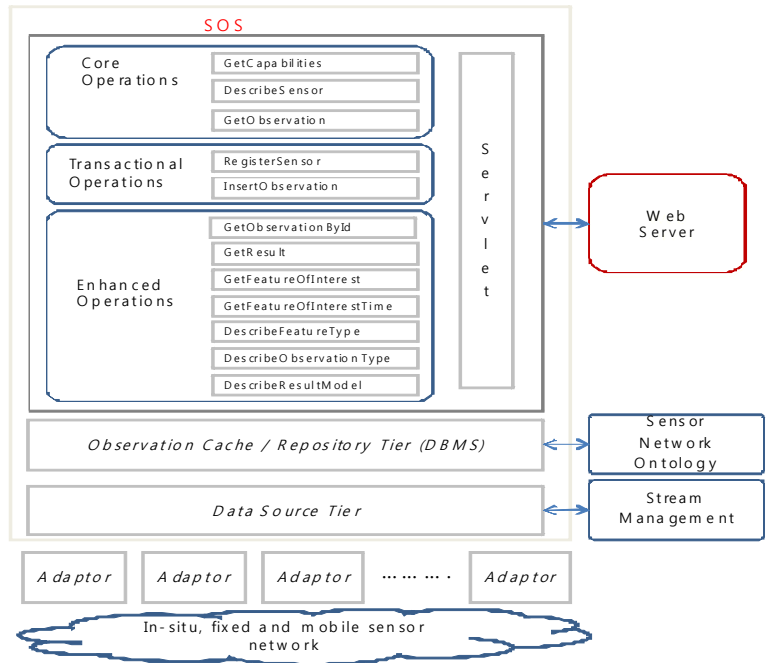 SOS
Core
Operations
GetCapabilities
DescribeSensor
GetObservation
Transactional
Operations
RegisterSensor
InsertObservation
Enhanced
Operations
GetObservationById
GetResult
GetFeatureOfInterest
GetFeatureOfInterestTime
DescribeFeatureType
DescribeObservationType
DescribeResultModel
Servlet
Web
Server
Observation Cache / Repository Tier (DBMS)
Sensor
Network
Ontology
Data Source Tier
Stream
Management
Adaptor
Adaptor
Adaptor
……….
Adaptor
In-situ, fixed and mobile sensor
network